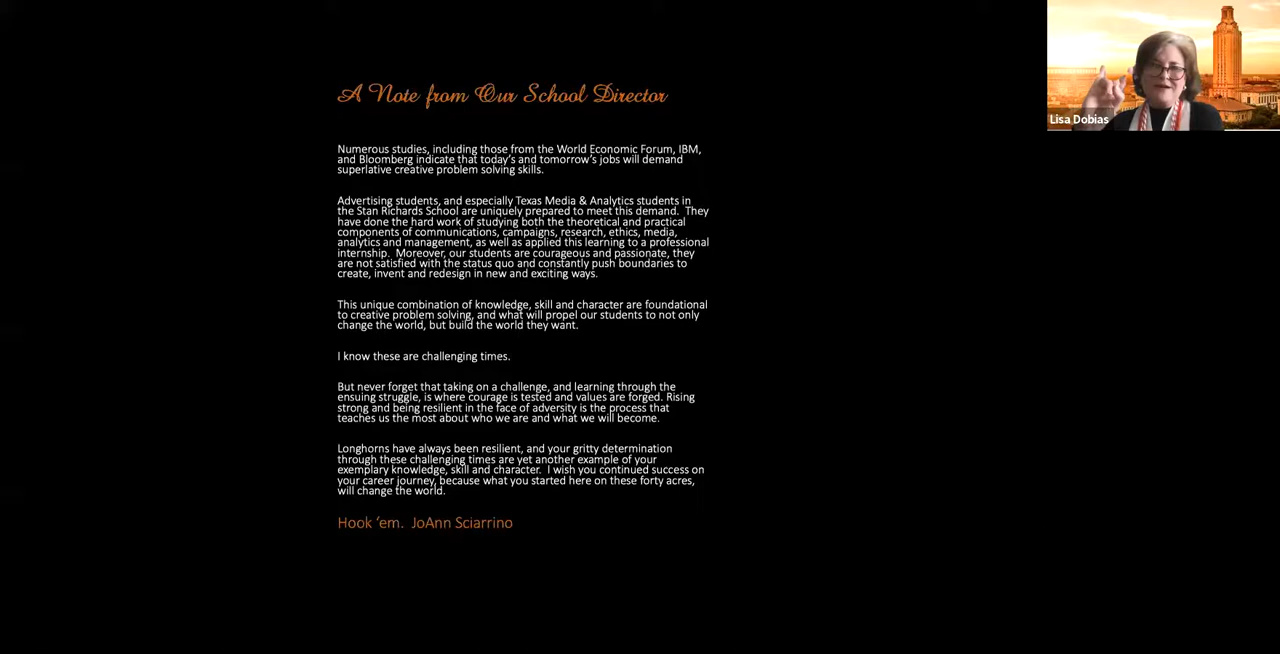 A Note from Our School Director
Lisa Dobias
Numerous studies, including those from the World Economic Forum, IBM,
and Bloomberg indicate that today's and tomorrow's jobs will demand
superlative creative problem solving skills.
Advertising students, and especially Texas Media & Analytics students in
the Stan Richards School are uniquely prepared to meet this demand.  They
have done the hard work of studying both the theoretical and practical
components of communications, campaigns, research, ethics, media,
analytics and management, as well as applied this learning to a professional
internship.  Moreover, our students are courageous and passionate, they
are not satisfied with the status quo and constantly push boundaries to
create, invent and redesign in new and exciting ways.
This unique combination of knowledge, skill and character are foundational
to creative problem solving, and what will propel our students to not only
change the world, but build the world they want.
I know these are challenging times.
But never forget that taking on a challenge, and learning through the
ensuing struggle, is where courage is tested and values are forged. Rising
strong and being resilient in the face of adversity is the process that
teaches us the most about who we are and what we will become.
Longhorns have always been resilient, and your gritty determination
through these challenging times are yet another example of your
exemplary knowledge, skill and character.  I wish you continued success on
your career journey, because what you started here on these forty acres,
will change the world.
Hook 'em.  JoAnn Sciarrino